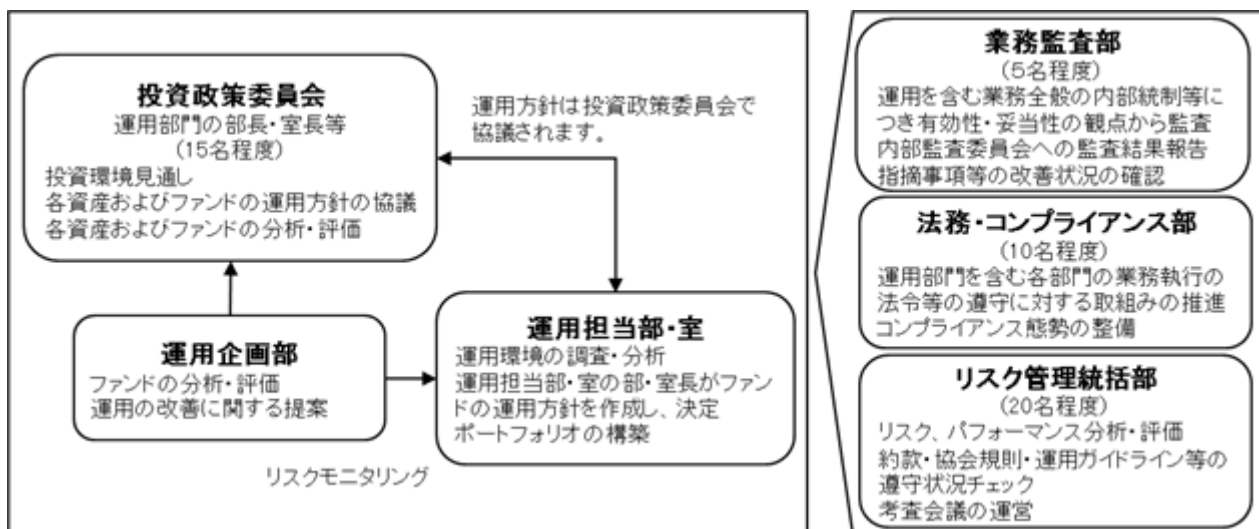 投資政策委員会
運用部門の部長・室長等
(15名程度)
投資環境見通し
各資産およびファンドの運用方針の協議
各資産およびファンドの分析・評価
運用方針は投資政策委員会で
協議されます。
運用企画部
ファンドの分析・評価
運用の改善に関する提案
運用担当部・室
運用環境の調査・分析
運用担当部・室の部・室長がファン
ドの運用方針を作成し、決定
ポートフォリオの構築
リスクモニタリング
業務監査部
(5名程度)
運用を含む業務全般の内部統制等に
つき有効性・妥当性の観点から監査
内部監査委員会への監査結果報告
指摘事項等の改善状況の確認
法務・コンプライアンス部
(10名程度)
運用部門を含む各部門の業務執行の
法令等の遵守に対する取組みの推進
コンプライアンス態勢の整備
リスク管理統括部
(20名程度)
リスク、パフォーマンス分析・評価
約款・協会規則・運用ガイドライン等の
遵守状況チェック
考査会議の運営